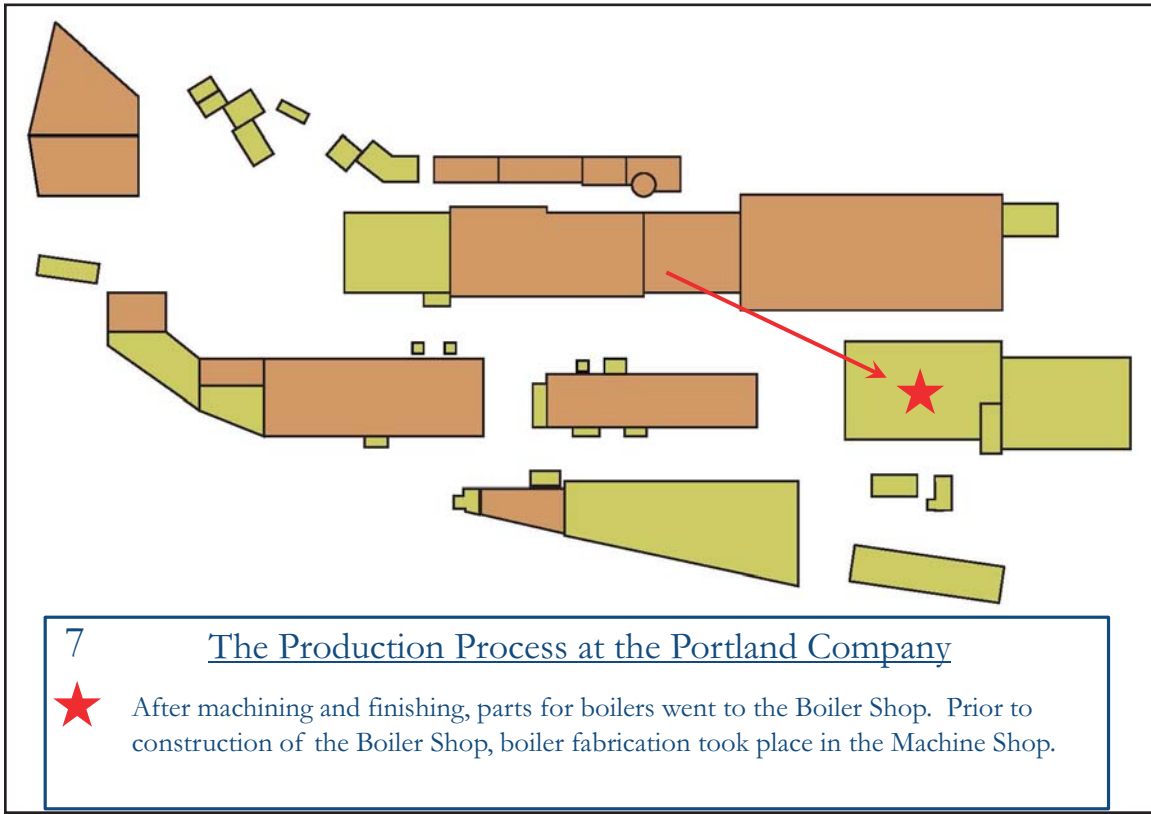 7
The Production Process at the Portland Company
After machining and finishing, parts for boilers went to the Boiler Shop. Prior to
construction of the Boiler Shop, boiler fabrication took place in the Machine Shop.